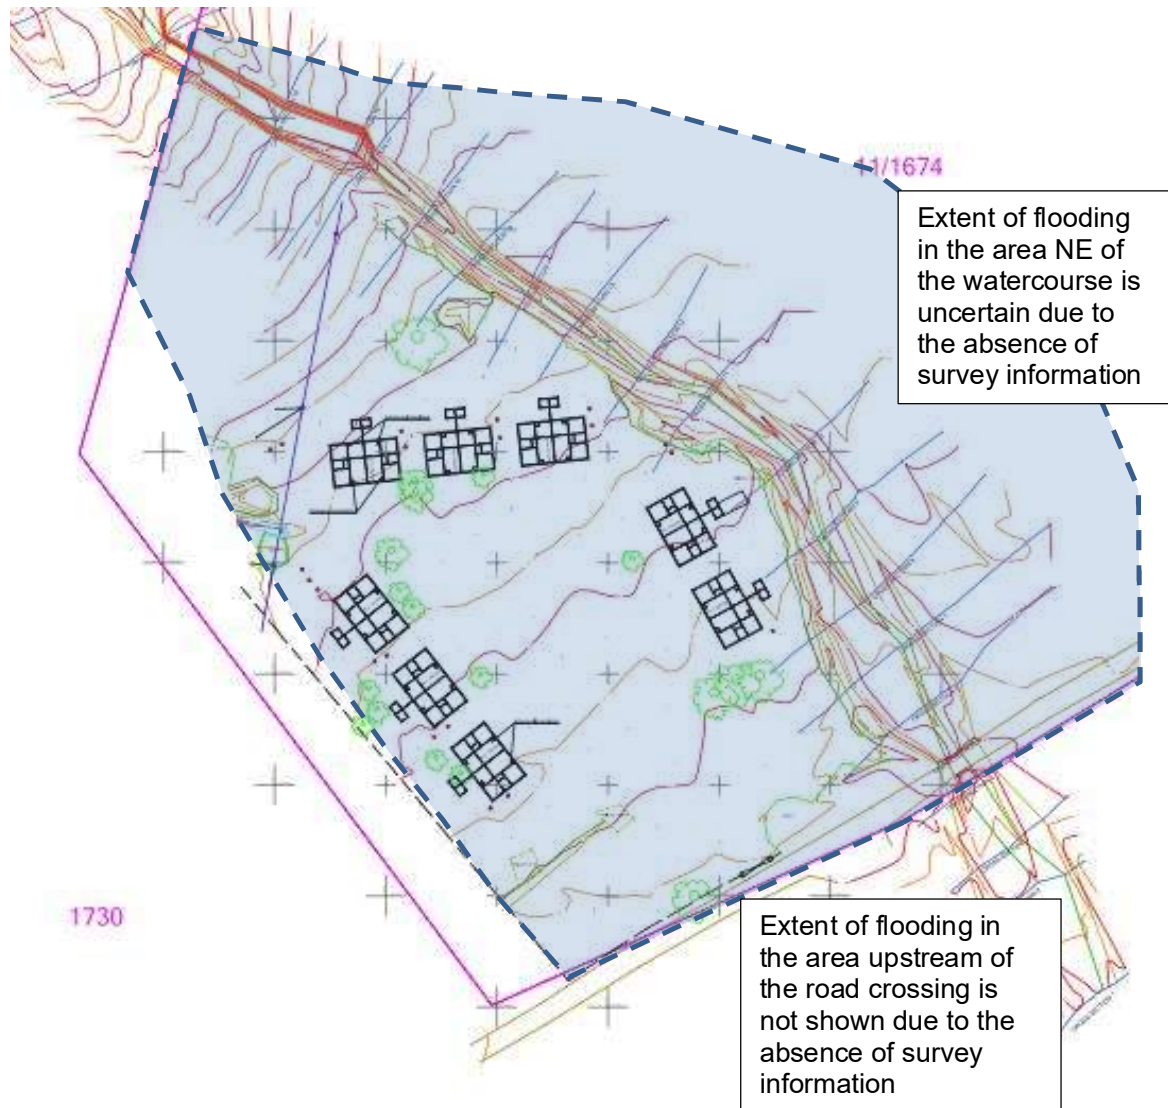 11/1674
Extent of flooding
in the area NE of
the watercourse is
uncertain due to
the absence of
survey information
1730
Extent of flooding in
the area upstream of
the road crossing is
not shown due to the
absence of survey
information